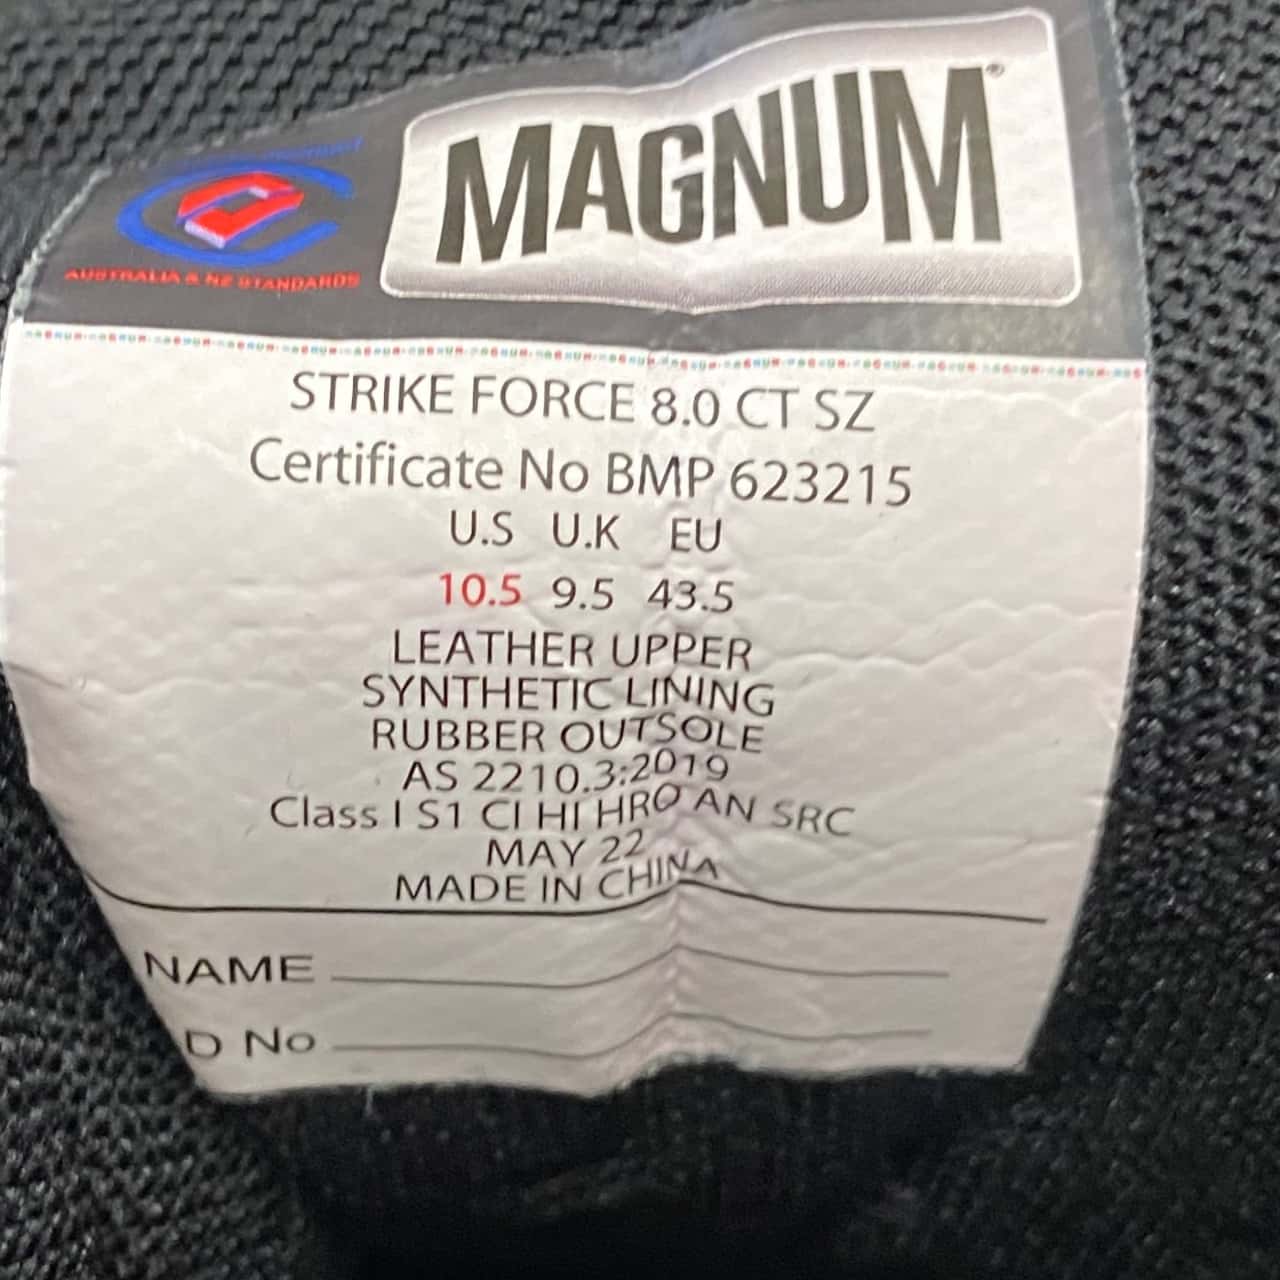 MAGNUM®
AUSTRALIA & NZ STANDARDS
STRIKE FORCE 8.0 CT SZ
Certificate No BMP 623215
U.S U.K EU
10.5 9.5 43.5
LEATHER UPPER
SYNTHETIC LINING
RUBBER OUTSOLE
AS 2210.3:2019
Class I S1 CI HI HRO AN SRC
MAY 22
MADE IN CHINA
NAME
D No